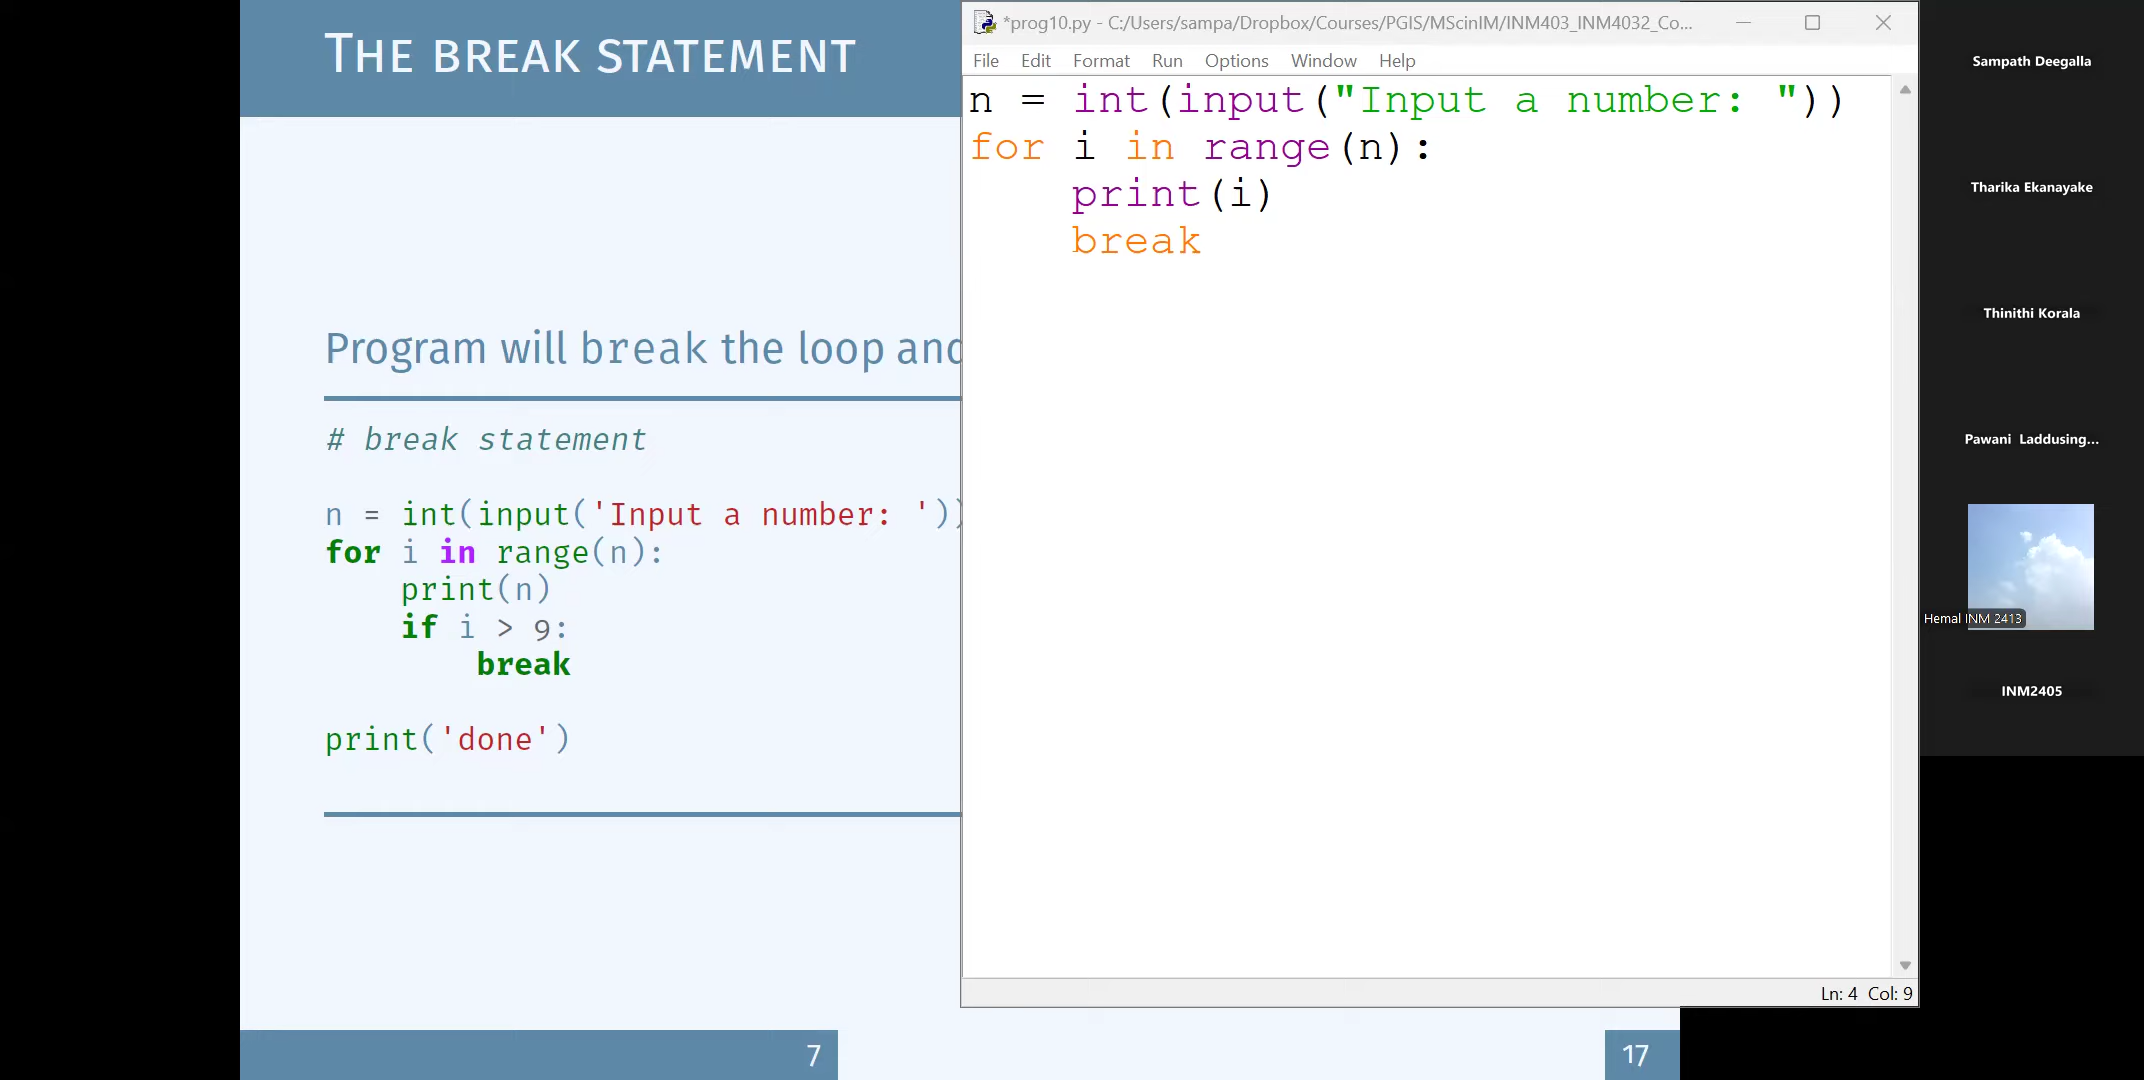 THE BREAK STATEMENT
Program will break the loop and
# break statement
n = int(input('Input a number: '))
for i in range(n):
    print(n)
    if i > 9:
        break
print('done')
7
17
*prog10.py - C:/Users/sampa/Dropbox/Courses/PGIS/MScinIM/INM403_INM4032_Co...
File Edit Format Run Options Window Help
n = int(input("Input a number: "))
for i in range(n):
    print(i)
    break
Ln: 4 Col: 9
Sampath Deegalla
Tharika Ekanayake
Thinithi Korala
Pawani Laddusing...
Hemal INM 2413
INM2405